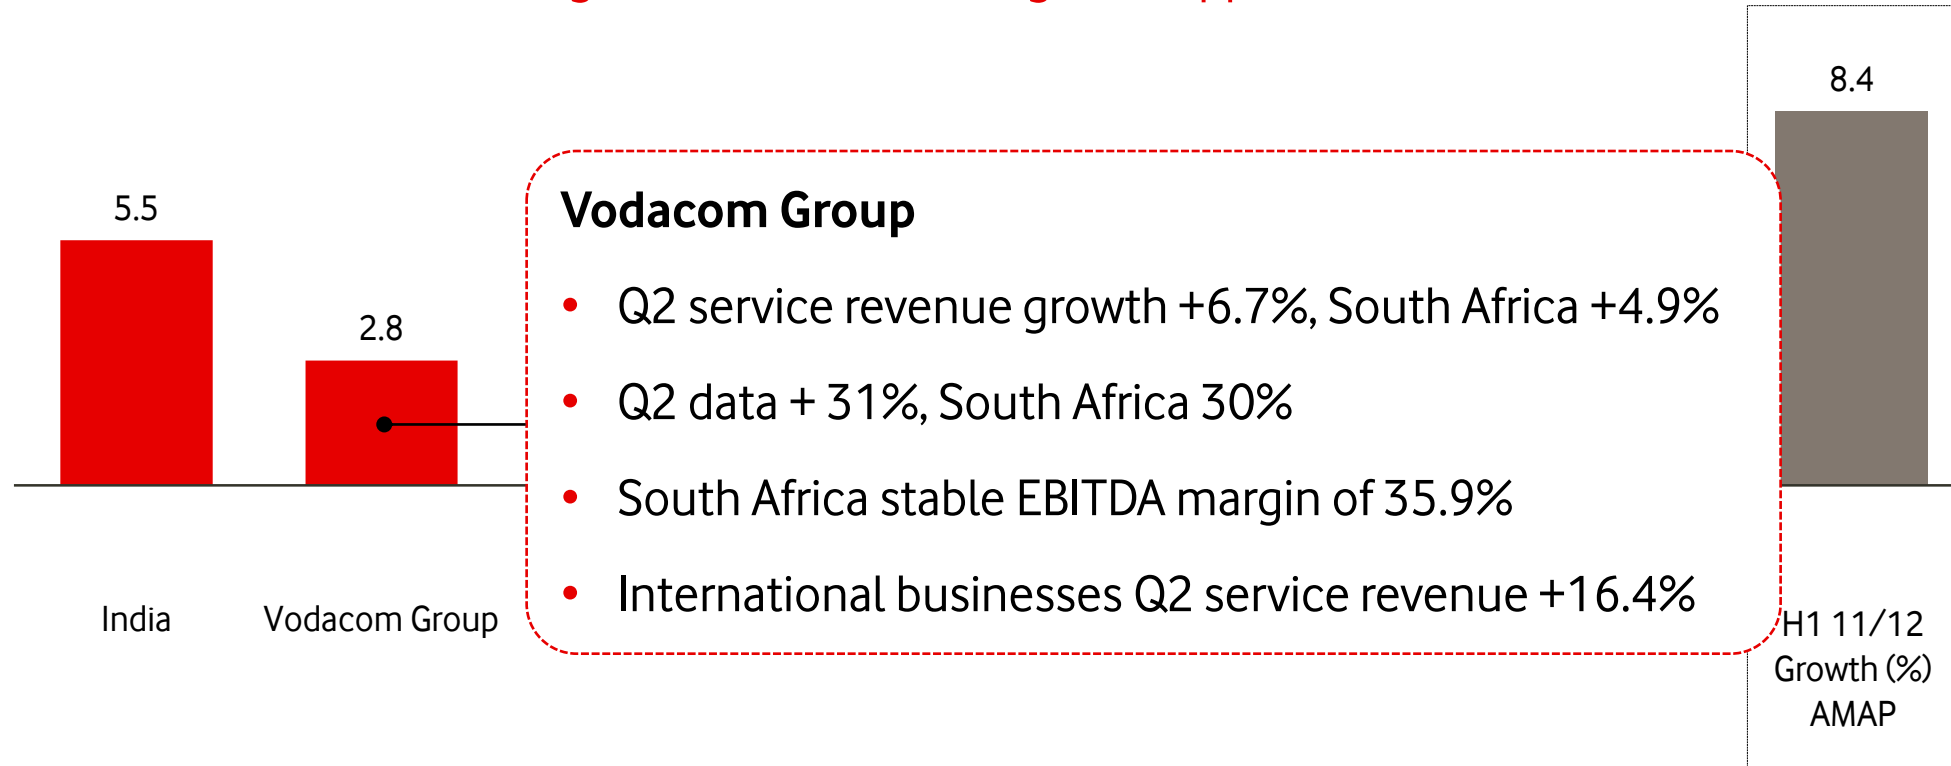 8.4
5.5
2.8
Vodacom Group
• Q2 service revenue growth +6.7%, South Africa +4.9%
• Q2 data + 31%, South Africa 30%
• South Africa stable EBITDA margin of 35.9%
• International businesses Q2 service revenue +16.4%
India
Vodacom Group
H1 11/12
Growth (%)
AMAP